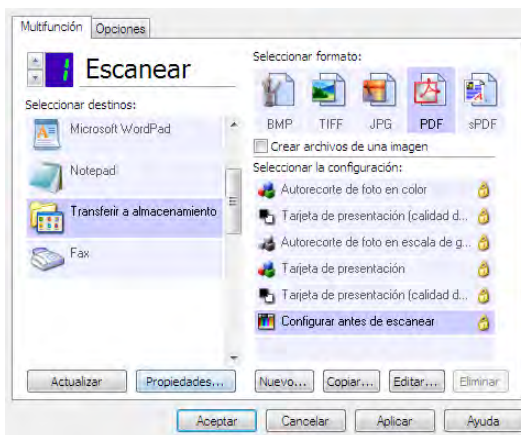 Multifunción Opciones
1 Escanear
Seleccionar destinos:
Microsoft WordPad
Notepad
Transferir a almacenamiento
Fax
Actualizar Propiedades...
Seleccionar formato:
BMP TIFF JPG PDF sPDF
Crear archivos de una imagen
Seleccionar la configuración:
Autorecorte de foto en color
Tarjeta de presentación (calidad d...
Autorecorte de foto en escala de g...
Tarjeta de presentación
Tarjeta de presentación (calidad d...
Configurar antes de escanear
Nuevo... Copiar... Editar... Eliminar
Aceptar Cancelar Aplicar Ayuda